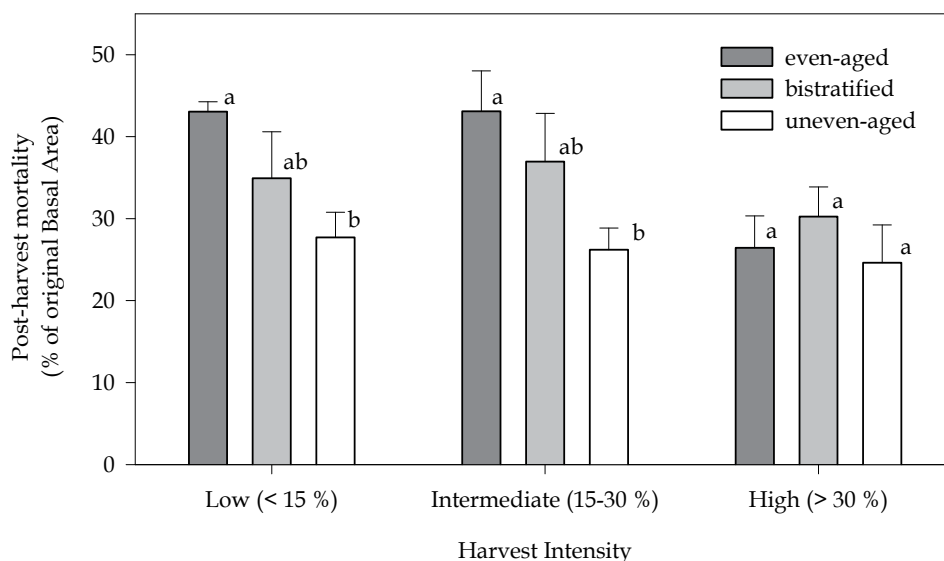 Post-harvest mortality
(% of original Basal Area)
50
40
30
20
10
0
even-aged
bistratified
uneven-aged
a
ab
b
a
ab
b
a
a
a
Low (< 15 %)
Intermediate (15-30 %)
High (> 30 %)
Harvest Intensity